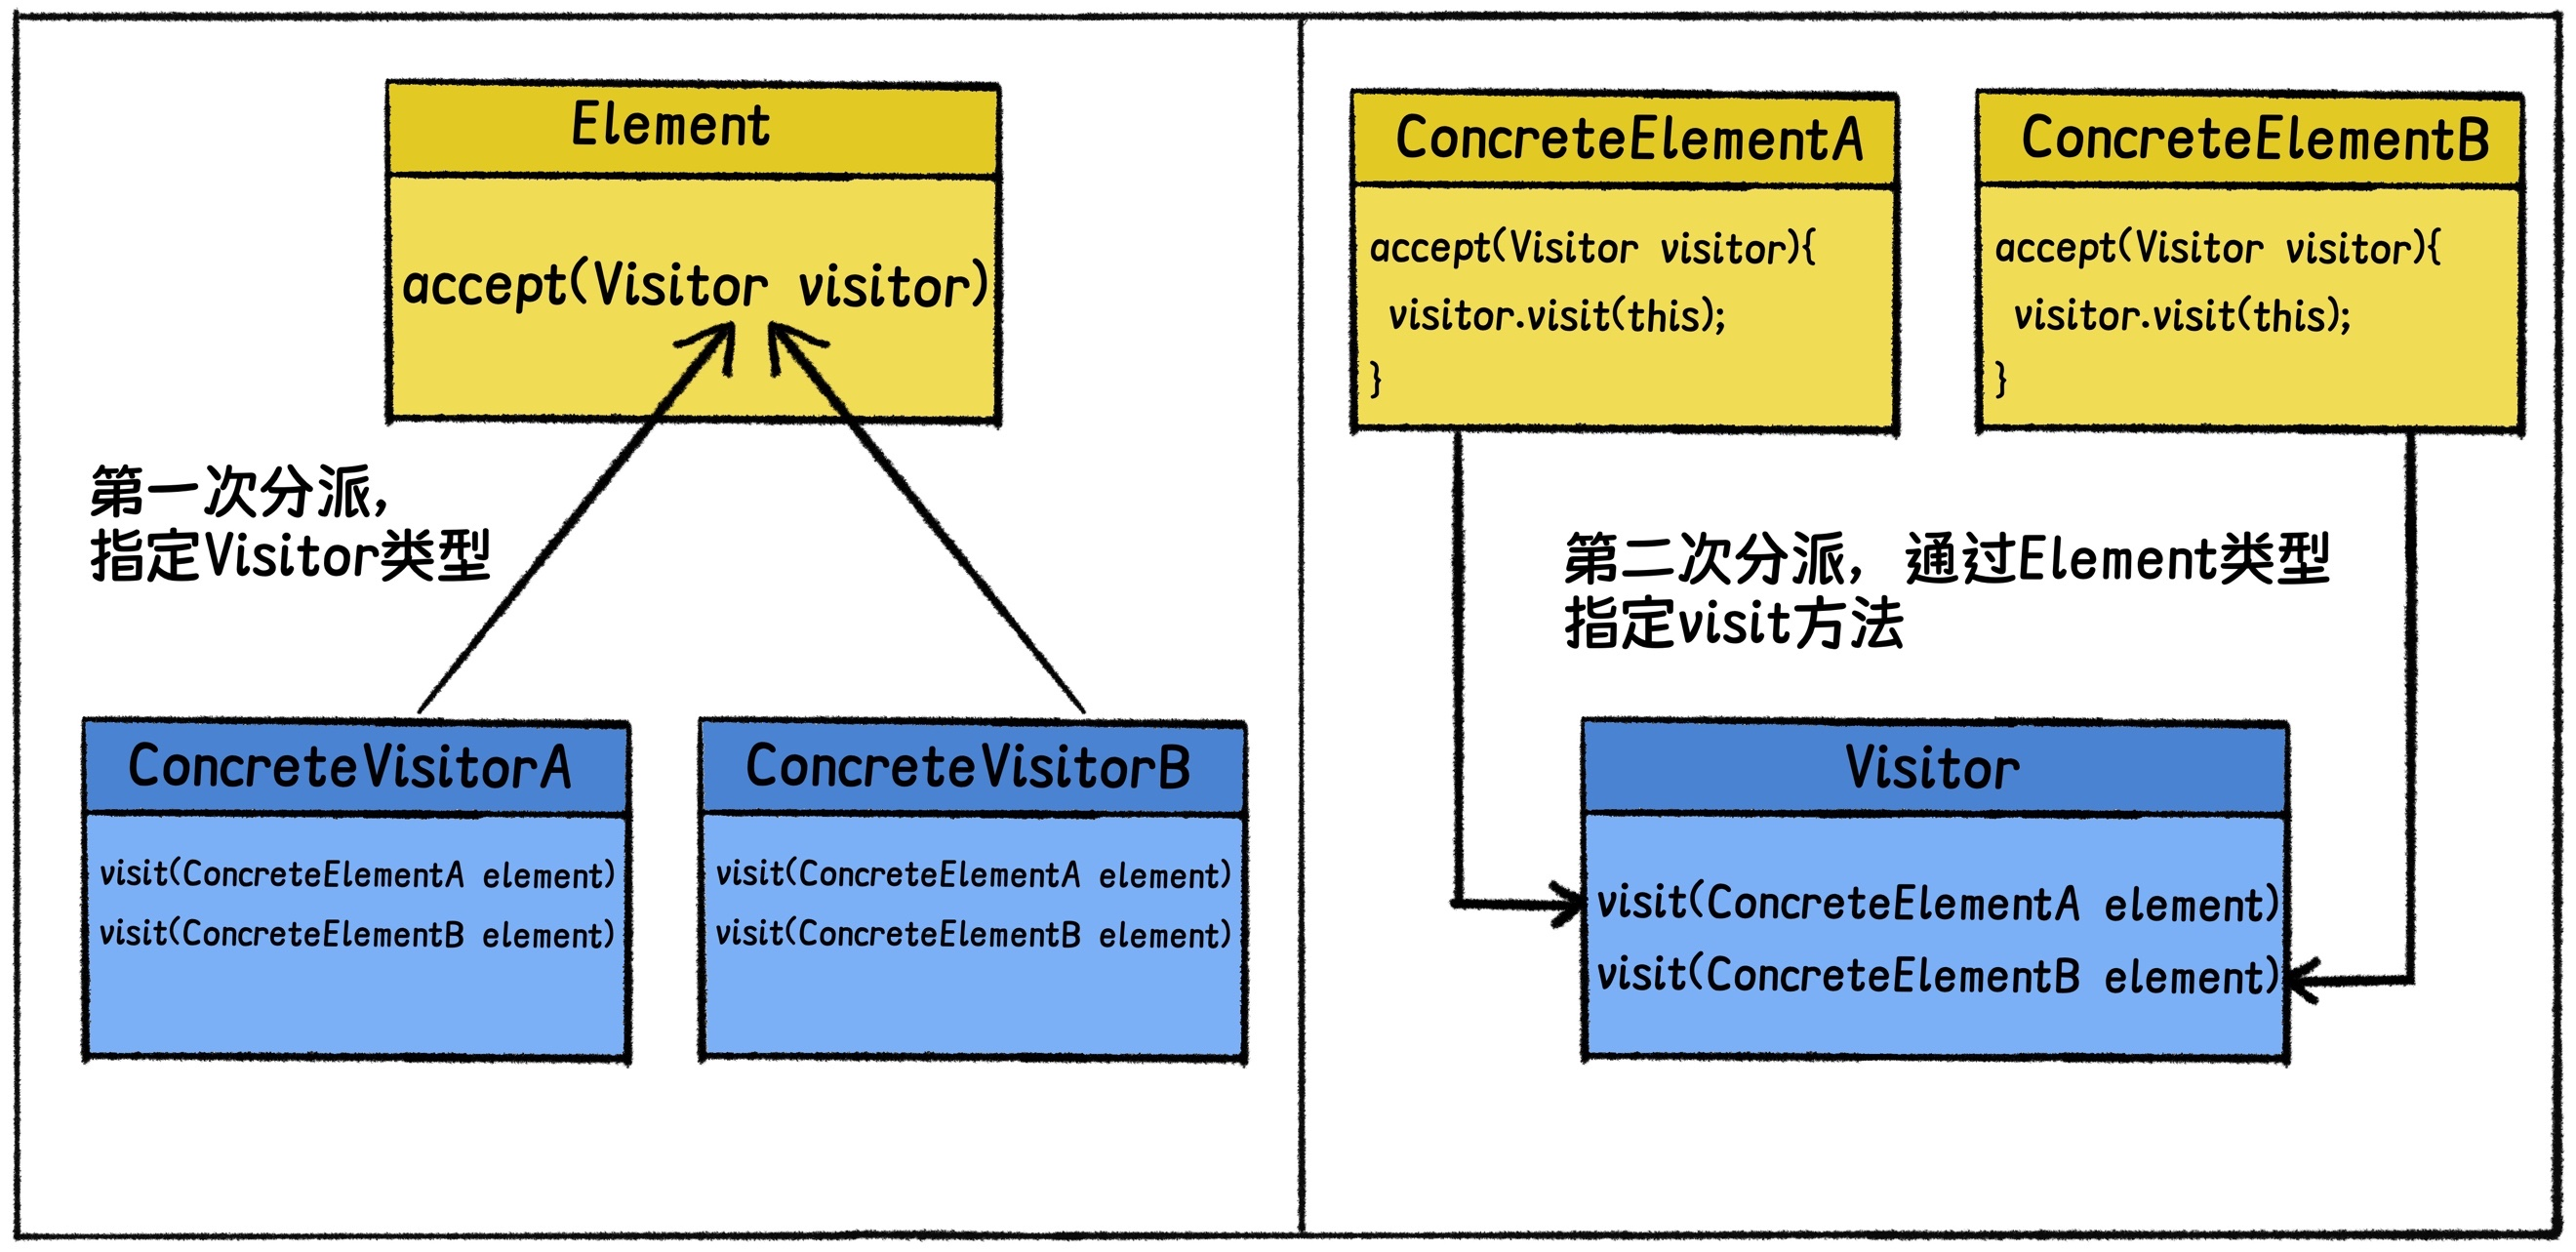 Element
accept(Visitor visitor)
第一次分派，
指定Visitor类型
ConcreteVisitorA
visit(ConcreteElementA element)
visit(ConcreteElementB element)
ConcreteVisitorB
visit(ConcreteElementA element)
visit(ConcreteElementB element)
ConcreteElementA
accept(Visitor visitor){
visitor.visit(this);
}
ConcreteElementB
accept(Visitor visitor){
visitor.visit(this);
}
第二次分派，通过Element类型
指定visit方法
Visitor
visit(ConcreteElementA element)
visit(ConcreteElementB element)